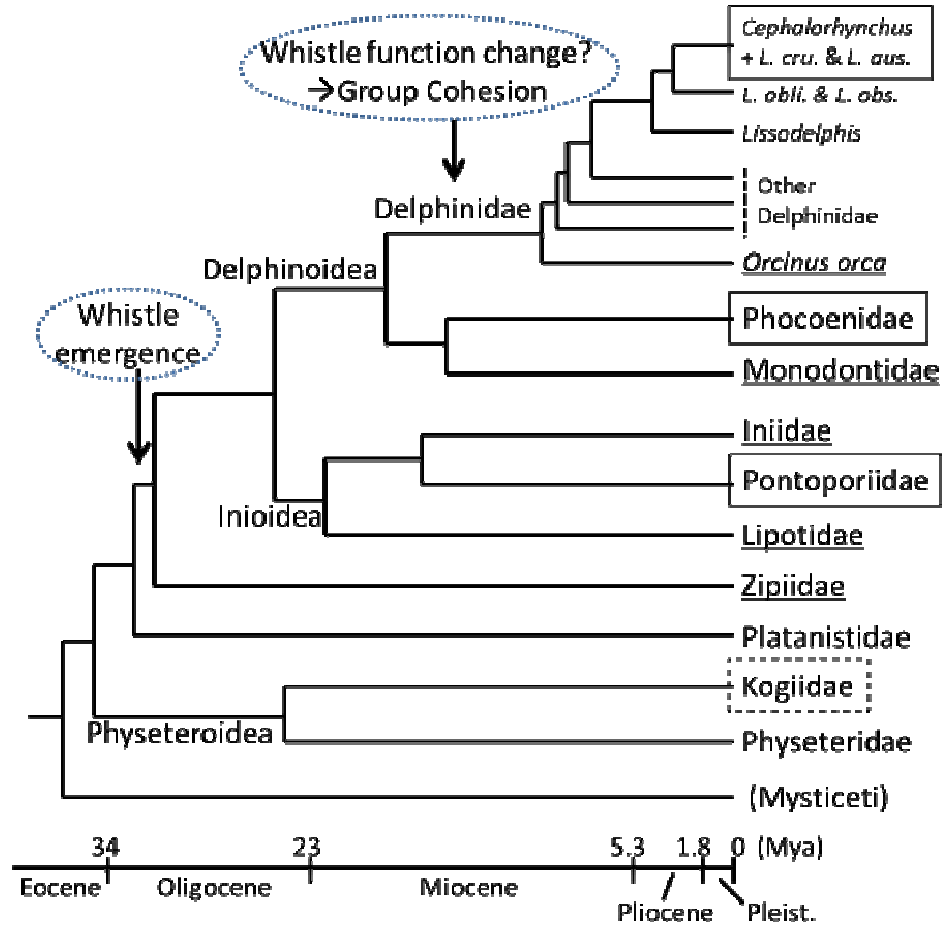 Whistle function change?
→Group Cohesion
Cephalorhynchus
+ L. cru. & L. aus.
L. obli. & L. obs.
Lissodelphis
Other
Delphinidae
Delphinidae
Orcinus orca
Delphinoidea
Whistle
emergence
Phocoenidae
Monodontidae
Iniidae
Pontoporiidae
Inioidea
Lipotidae
Zipiidae
Platanistidae
Kogiidae
Physeteroidea
Physeteridae
(Mysticeti)
34 23 5.3 1.8 0 (Mya)
Eocene Oligocene Miocene
Pliocene Pleist.